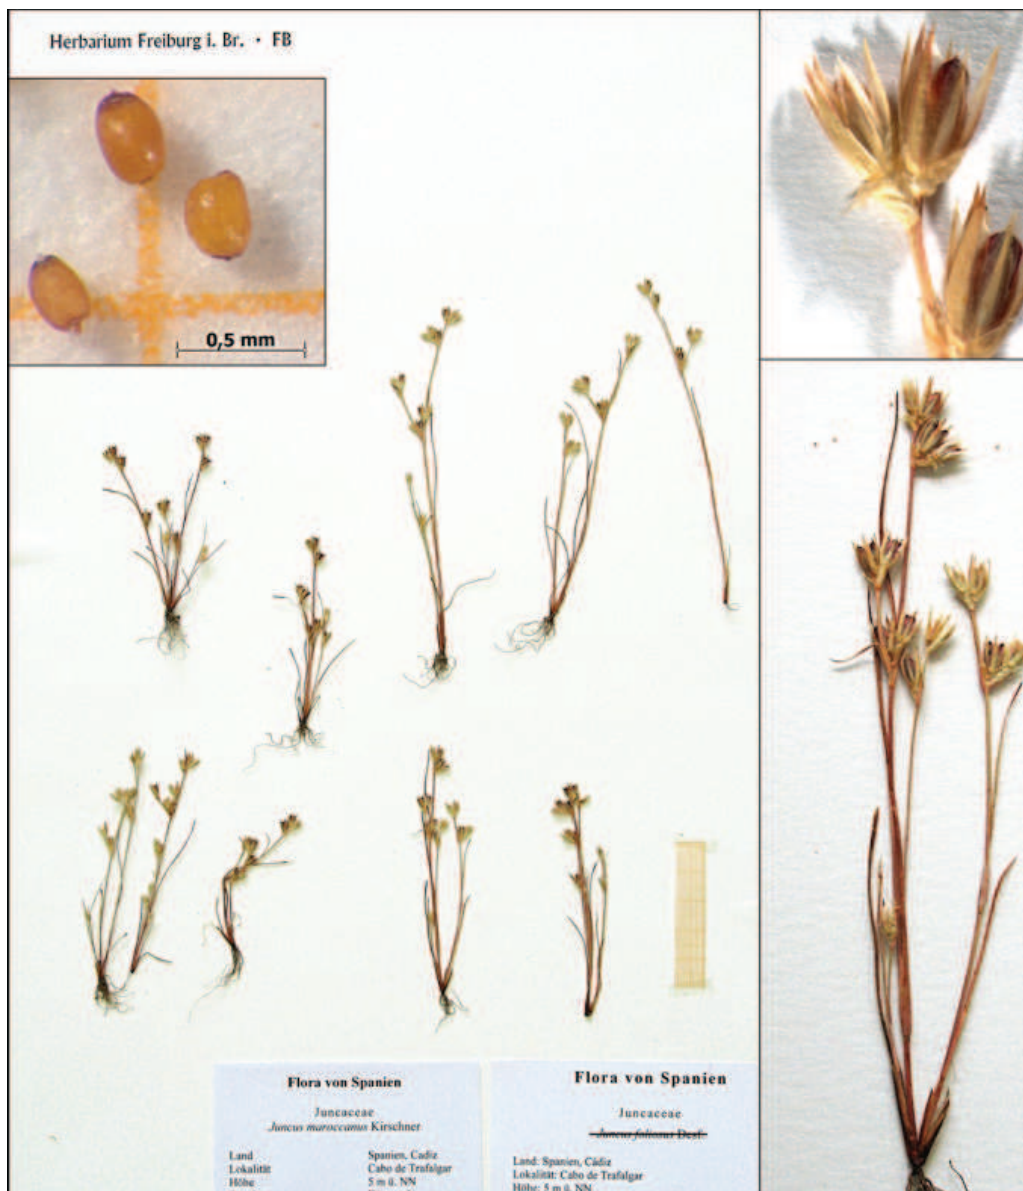 Herbarium Freiburg i. Br. · FB
0,5 mm
Flora von Spanien
Juncaceae
Juncus maroccanus Kirschner
Land Spanien, Cadiz
Lokalität Cabo de Trafalgar
Höhe 5 m ü. NN
Flora von Spanien
Juncaceae
Juncus foliosus Desf.
Land: Spanien, Cádiz
Lokalität: Cabo de Trafalgar
Höhe: 5 m ü. NN